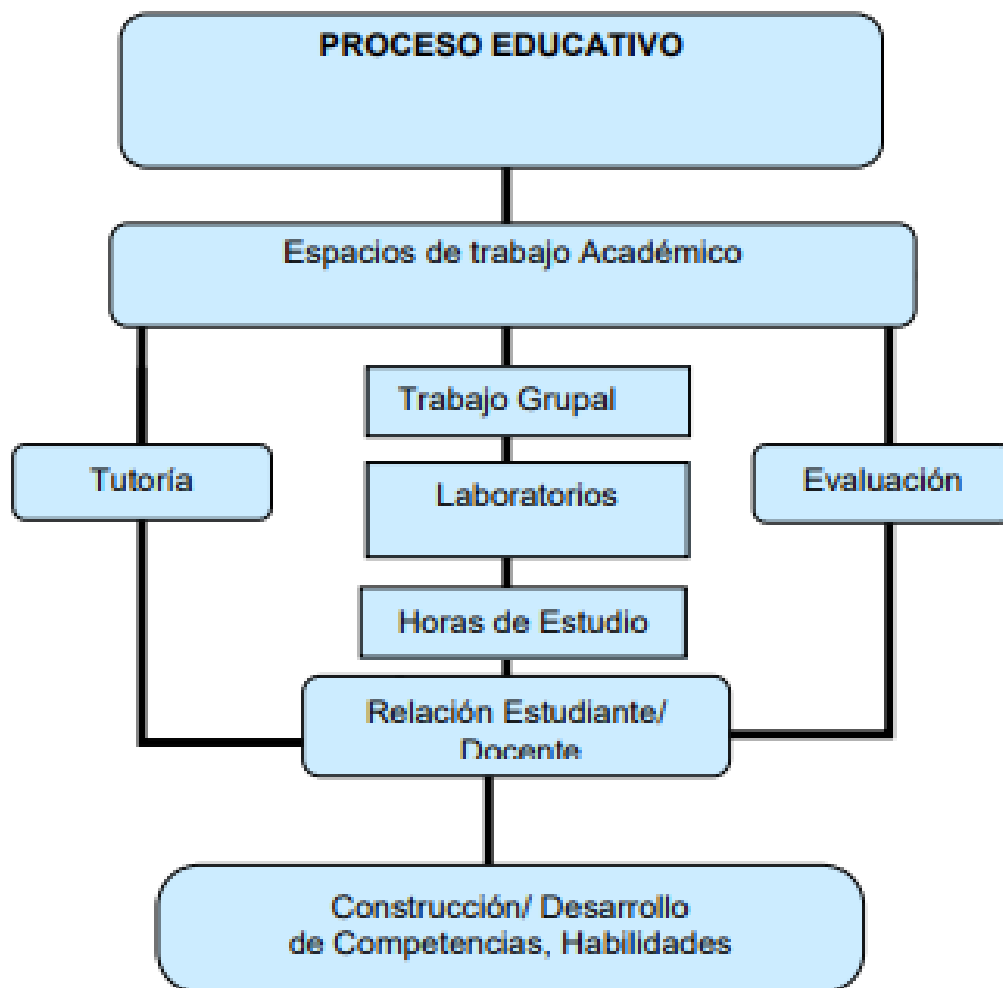 PROCESO EDUCATIVO
Espacios de trabajo Académico
Trabajo Grupal
Tutoría
Laboratorios
Evaluación
Horas de Estudio
Relación Estudiante/
Docente
Construcción/ Desarrollo
de Competencias, Habilidades